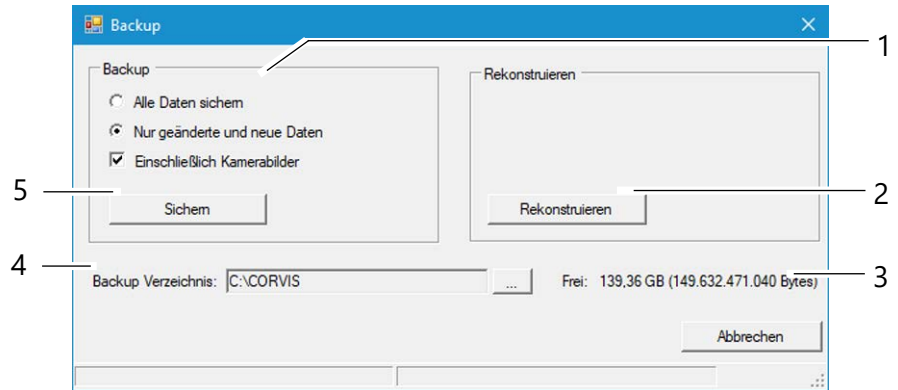 Backup
1
Backup
Rekonstruieren
Alle Daten sichern
Nur geänderte und neue Daten
Einschließlich Kamerabilder
5
Sichern
Rekonstruieren
2
4
Backup Verzeichnis: C:\CORVIS ... Frei: 139,36 GB (149.632.471.040 Bytes)
3
Abbrechen